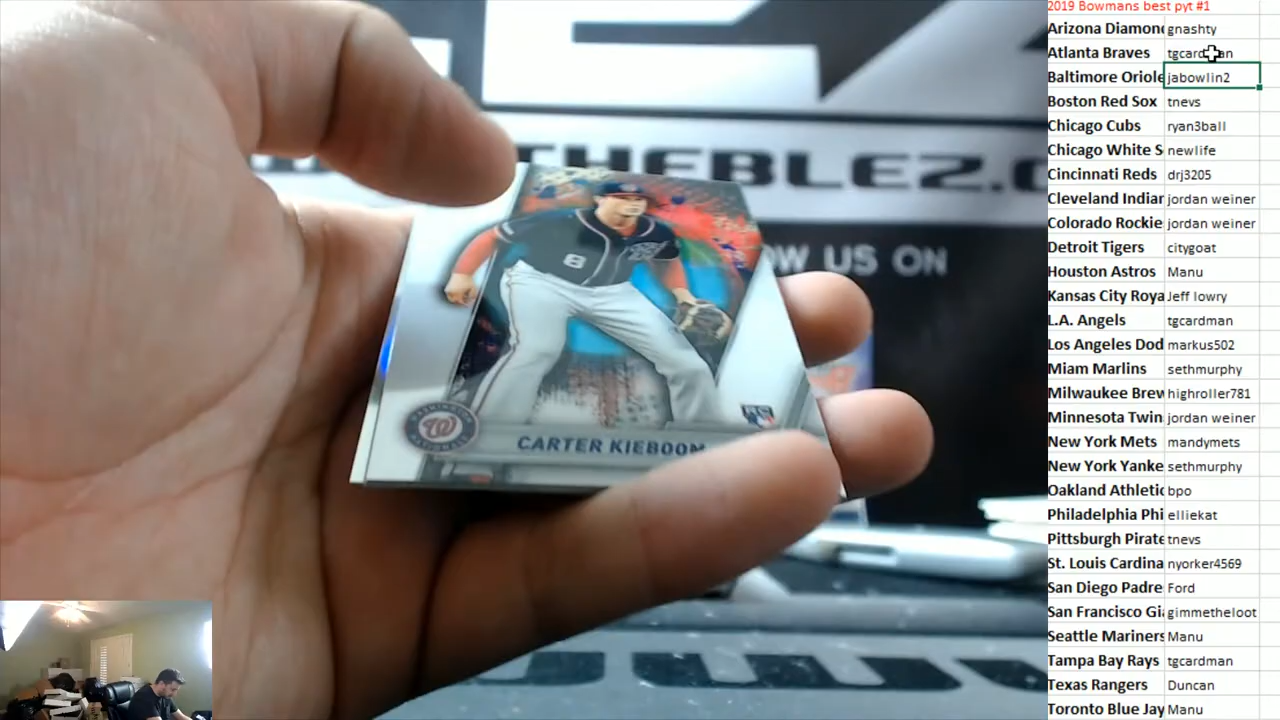 THEBLEZ.C
OW US ON
8
WASHINGTON
NATIONALS
W
RC
CARTER KIEBOOM
2019 Bowmans best pyt #1
Arizona Diamond gnashty
Atlanta Braves
Baltimore Oriole jabowlin2
Boston Red Sox tnevs
Chicago Cubs ryan3ball
Chicago White S newlife
Cincinnati Reds drj3205
Cleveland Indiar jordan weiner
Colorado Rockie jordan weiner
Detroit Tigers citygoat
Houston Astros Manu
Kansas City Roya Jeff lowry
L.A. Angels tgcardman
Los Angeles Dod markus502
Miam Marlins sethmurphy
Milwaukee Brew highroller781
Minnesota Twin jordan weiner
New York Mets mandymets
New York Yanke sethmurphy
Oakland Athletic bpo
Philadelphia Phi elliekat
Pittsburgh Pirate tnevs
St. Louis Cardina nyorker4569
San Diego Padre Ford
San Francisco Gia gimmetheloot
Seattle Mariners Manu
Tampa Bay Rays tgcardman
Texas Rangers Duncan
Toronto Blue Jay Manu